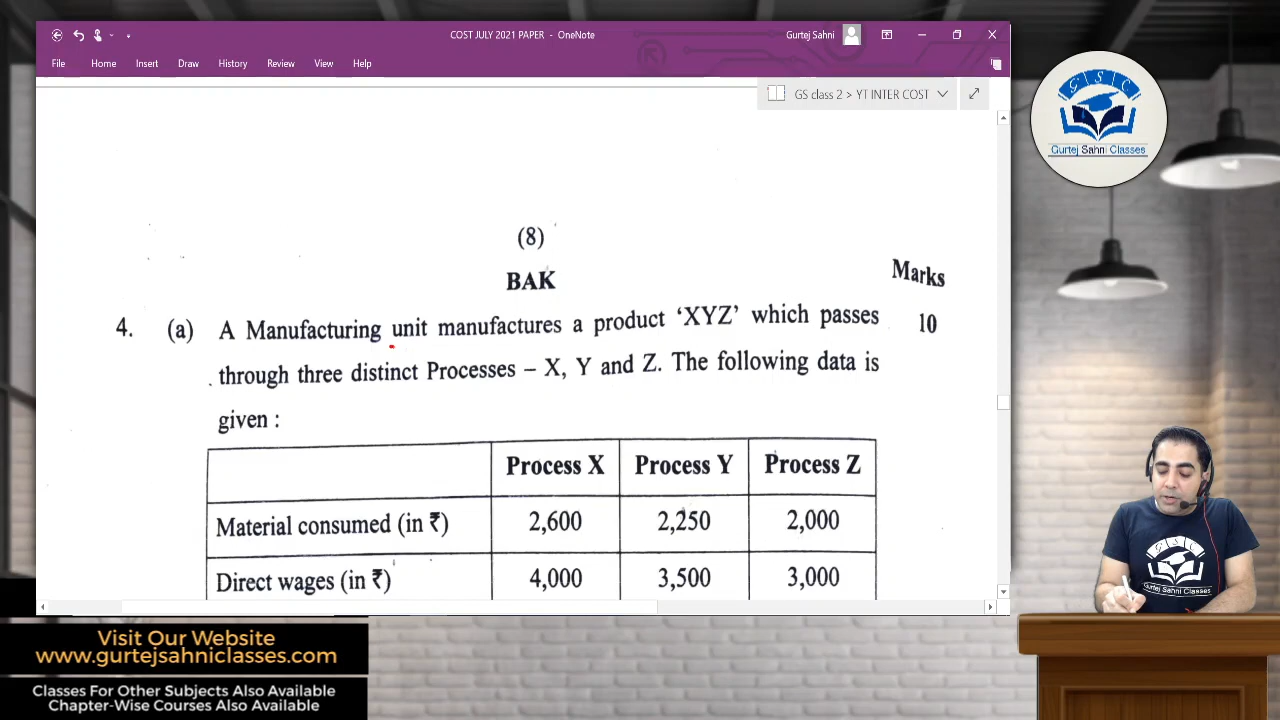 COST JULY 2021 PAPER - OneNote
Gurtej Sahni
File Home Insert Draw History Review View Help
GS class 2 > YT INTER COST
(8)
BAK
Marks
4. (a) A Manufacturing unit manufactures a product ‘XYZ’ which passes 10
through three distinct Processes – X, Y and Z. The following data is
given :
Process X Process Y Process Z
Material consumed (in ₹) 2,600 2,250 2,000
Direct wages (in ₹) 4,000 3,500 3,000
G.S.C
Gurtej Sahni Classes
G.S.C
Gurtej Sahni Classes
Visit Our Website
www.gurtejsahniclasses.com
Classes For Other Subjects Also Available
Chapter-Wise Courses Also Available